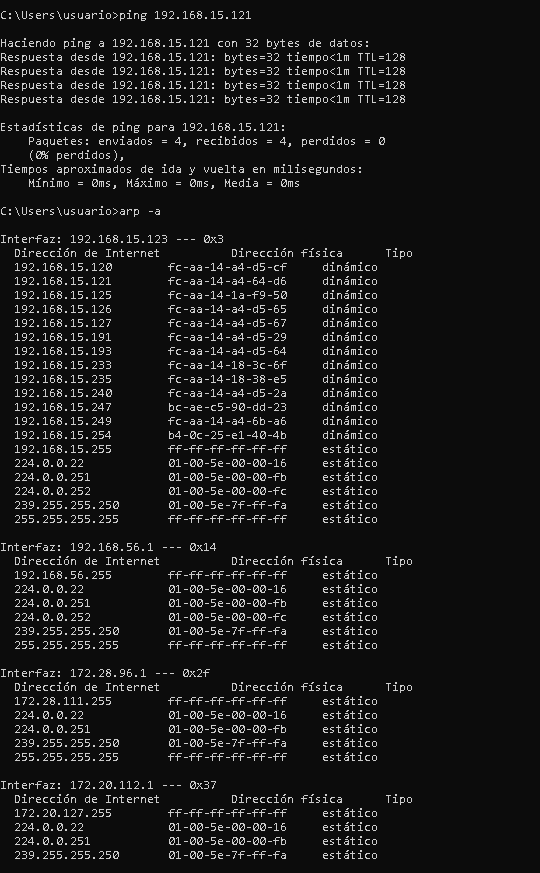 C:\Users\usuario>ping 192.168.15.121
Haciendo ping a 192.168.15.121 con 32 bytes de datos:
Respuesta desde 192.168.15.121: bytes=32 tiempo<1m TTL=128
Respuesta desde 192.168.15.121: bytes=32 tiempo<1m TTL=128
Respuesta desde 192.168.15.121: bytes=32 tiempo<1m TTL=128
Respuesta desde 192.168.15.121: bytes=32 tiempo<1m TTL=128
Estadísticas de ping para 192.168.15.121:
Paquetes: enviados = 4, recibidos = 4, perdidos = 0
(0% perdidos),
Tiempos aproximados de ida y vuelta en milisegundos:
Mínimo = 0ms, Máximo = 0ms, Media = 0ms
C:\Users\usuario>arp -a
Interfaz: 192.168.15.123 --- 0x3
Dirección de Internet Dirección física Tipo
192.168.15.120 fc-aa-14-a4-d5-cf dinámico
192.168.15.121 fc-aa-14-a4-64-d6 dinámico
192.168.15.125 fc-aa-14-1a-f9-50 dinámico
192.168.15.126 fc-aa-14-a4-d5-65 dinámico
192.168.15.127 fc-aa-14-a4-d5-67 dinámico
192.168.15.191 fc-aa-14-a4-d5-29 dinámico
192.168.15.193 fc-aa-14-a4-d5-64 dinámico
192.168.15.233 fc-aa-14-18-3c-6f dinámico
192.168.15.235 fc-aa-14-18-38-e5 dinámico
192.168.15.240 fc-aa-14-a4-d5-2a dinámico
192.168.15.247 bc-ae-c5-90-dd-23 dinámico
192.168.15.249 fc-aa-14-a4-6b-a6 dinámico
192.168.15.254 b4-0c-25-e1-40-4b dinámico
192.168.15.255 ff-ff-ff-ff-ff-ff estático
224.0.0.22 01-00-5e-00-00-16 estático
224.0.0.251 01-00-5e-00-00-fb estático
224.0.0.252 01-00-5e-00-00-fc estático
239.255.255.250 01-00-5e-7f-ff-fa estático
255.255.255.255 ff-ff-ff-ff-ff-ff estático
Interfaz: 192.168.56.1 --- 0x14
Dirección de Internet Dirección física Tipo
192.168.56.255 ff-ff-ff-ff-ff-ff estático
224.0.0.22 01-00-5e-00-00-16 estático
224.0.0.251 01-00-5e-00-00-fb estático
224.0.0.252 01-00-5e-00-00-fc estático
239.255.255.250 01-00-5e-7f-ff-fa estático
255.255.255.255 ff-ff-ff-ff-ff-ff estático
Interfaz: 172.28.96.1 --- 0x2f
Dirección de Internet Dirección física Tipo
172.28.111.255 ff-ff-ff-ff-ff-ff estático
224.0.0.22 01-00-5e-00-00-16 estático
224.0.0.251 01-00-5e-00-00-fb estático
239.255.255.250 01-00-5e-7f-ff-fa estático
255.255.255.255 ff-ff-ff-ff-ff-ff estático
Interfaz: 172.20.112.1 --- 0x37
Dirección de Internet Dirección física Tipo
172.20.127.255 ff-ff-ff-ff-ff-ff estático
224.0.0.22 01-00-5e-00-00-16 estático
224.0.0.251 01-00-5e-00-00-fb estático
239.255.255.250 01-00-5e-7f-ff-fa estático